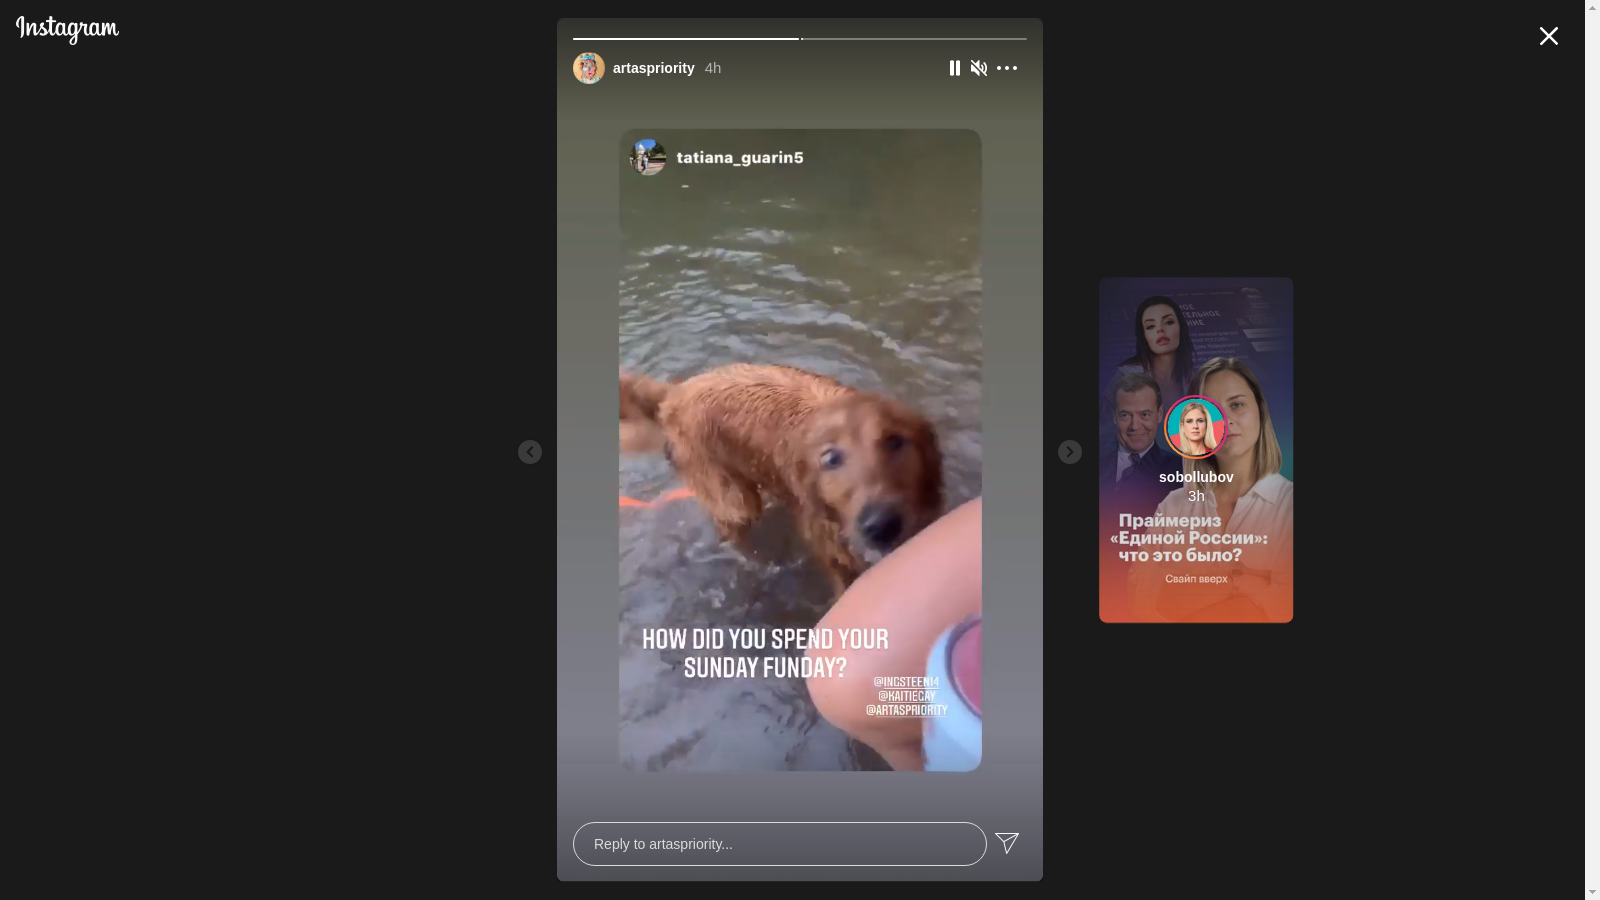 Instagram
artaspriority 4h
tatiana_guarin5
HOW DID YOU SPEND YOUR
SUNDAY FUNDAY?
@INGSTEEN14
@KAITIEGAY
@ARTASPRIORITY
Reply to artaspriority...
sobollubov
3h
Праймериз
«Единой России»:
что это было?
Свайп вверх